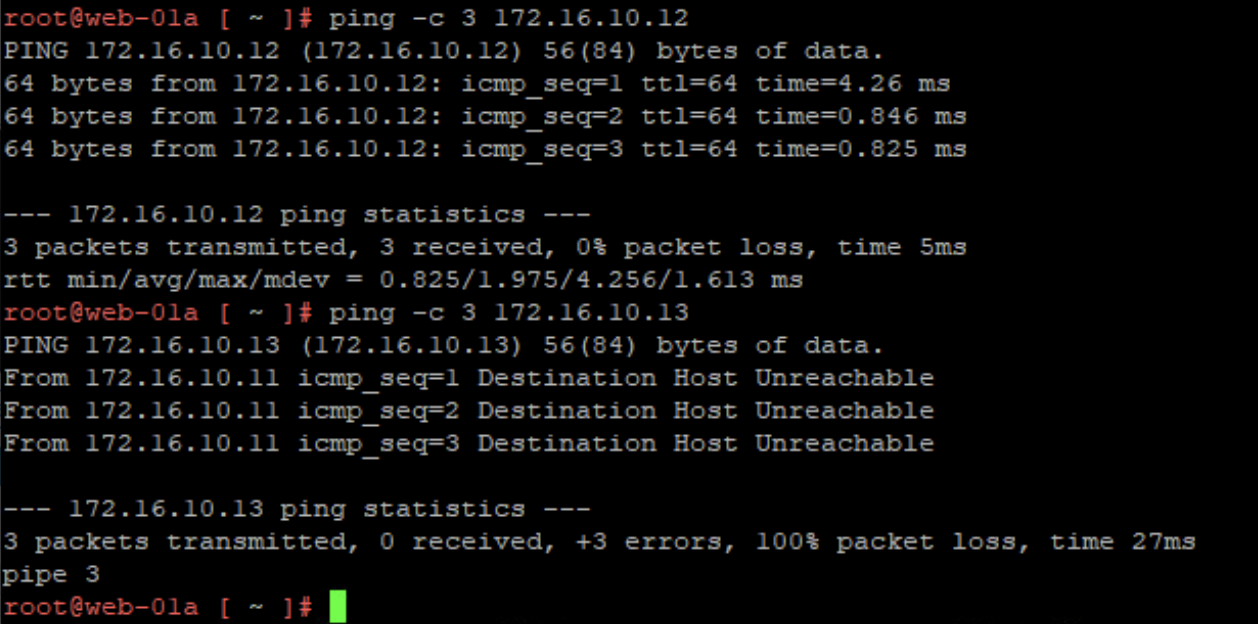 root@web-01a [ ~ ]# ping -c 3 172.16.10.12
PING 172.16.10.12 (172.16.10.12) 56(84) bytes of data.
64 bytes from 172.16.10.12: icmp_seq=1 ttl=64 time=4.26 ms
64 bytes from 172.16.10.12: icmp_seq=2 ttl=64 time=0.846 ms
64 bytes from 172.16.10.12: icmp_seq=3 ttl=64 time=0.825 ms

--- 172.16.10.12 ping statistics ---
3 packets transmitted, 3 received, 0% packet loss, time 5ms
rtt min/avg/max/mdev = 0.825/1.975/4.256/1.613 ms
root@web-01a [ ~ ]# ping -c 3 172.16.10.13
PING 172.16.10.13 (172.16.10.13) 56(84) bytes of data.
From 172.16.10.11 icmp_seq=1 Destination Host Unreachable
From 172.16.10.11 icmp_seq=2 Destination Host Unreachable
From 172.16.10.11 icmp_seq=3 Destination Host Unreachable

--- 172.16.10.13 ping statistics ---
3 packets transmitted, 0 received, +3 errors, 100% packet loss, time 27ms
pipe 3
root@web-01a [ ~ ]#